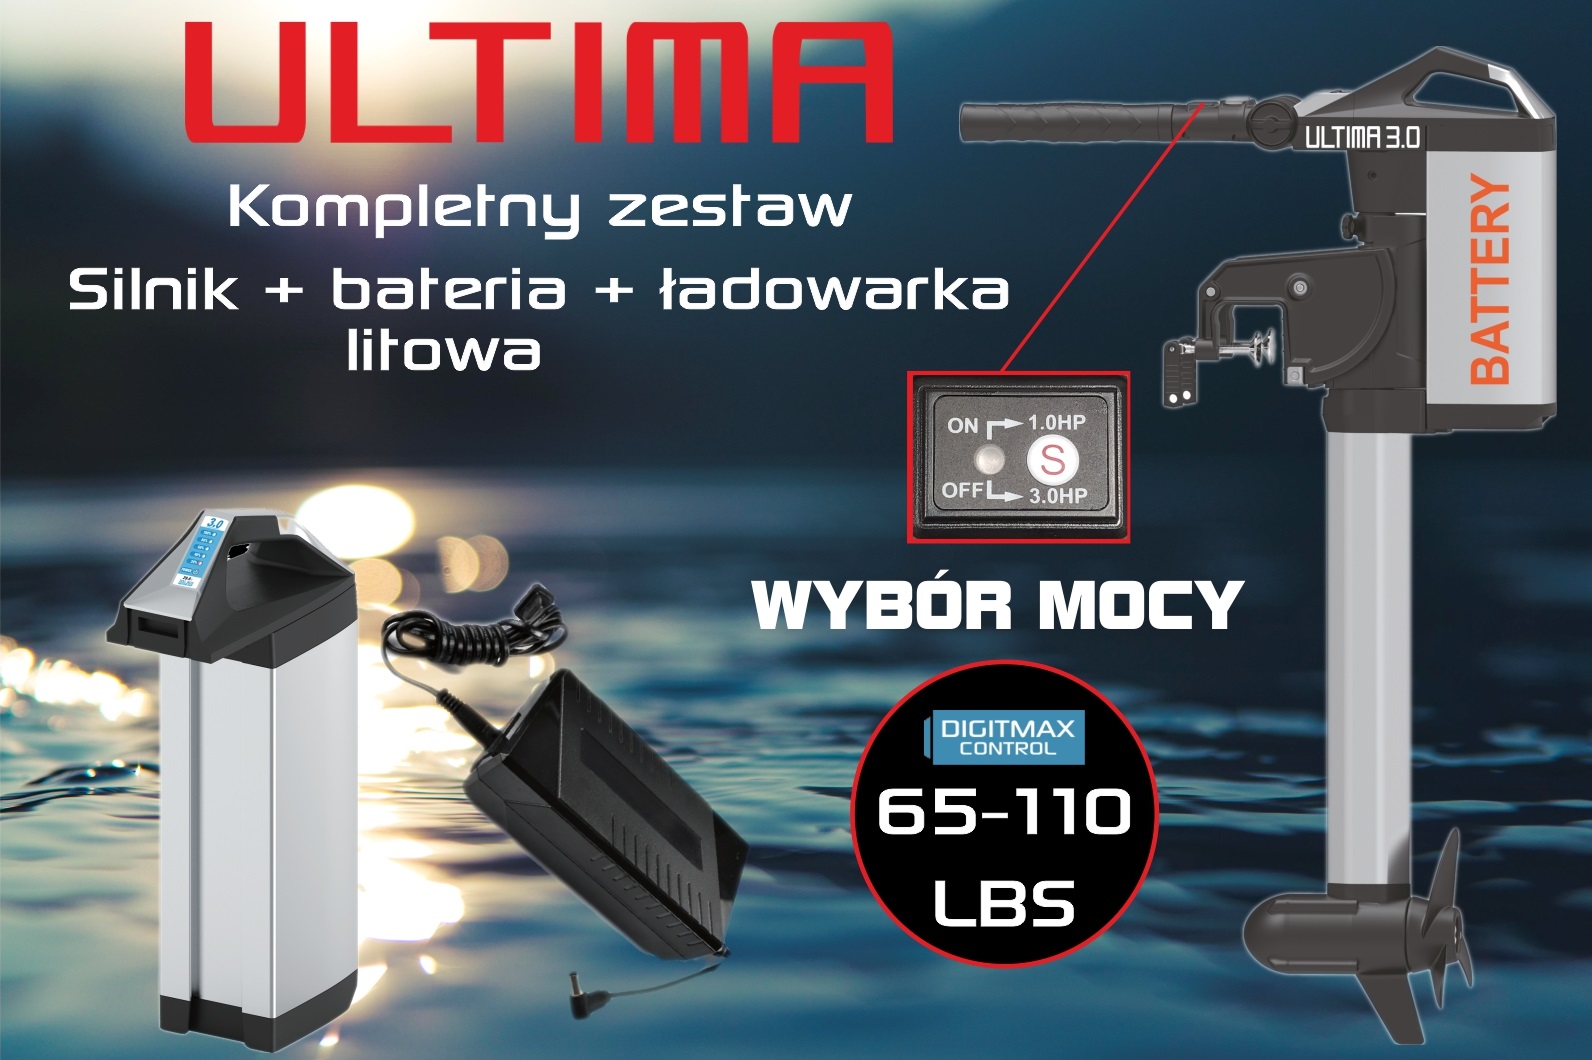 ULTIMA
Kompletny zestaw
Silnik + bateria + ładowarka
litowa
ULTIMA 3.0
BATTERY
ON 1.0HP
S
OFF 3.0HP
WYBÓR MOCY
DIGITMAX
CONTROL
65-110
LBS
3.0